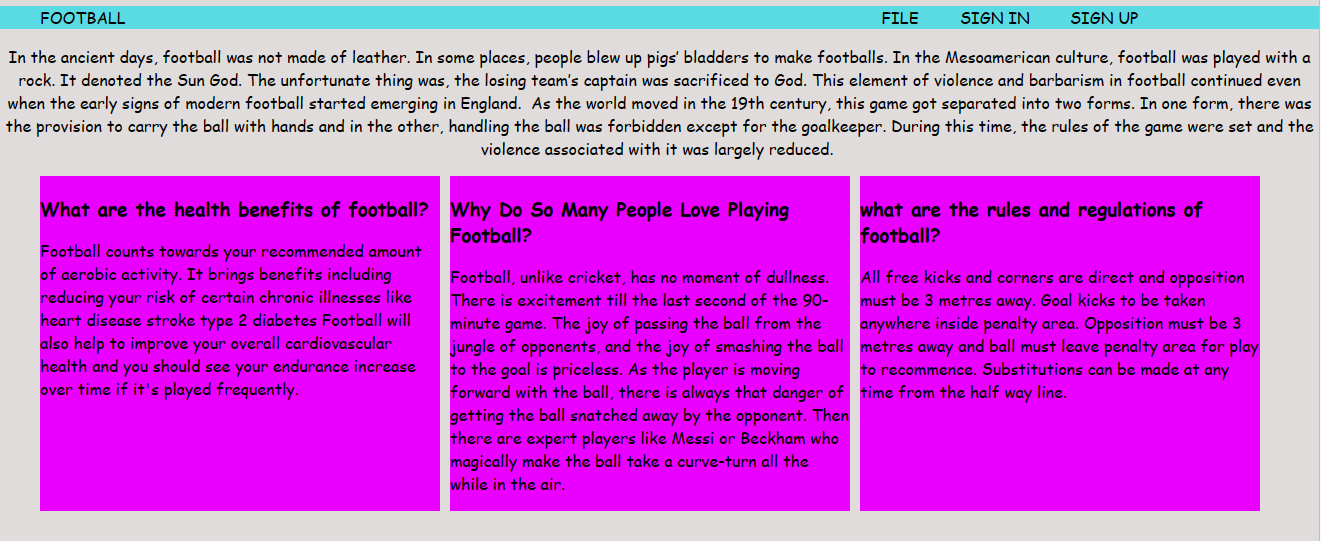 FOOTBALL FILE SIGN IN SIGN UP
In the ancient days, football was not made of leather. In some places, people blew up pigs’ bladders to make footballs. In the Mesoamerican culture, football was played with a
rock. It denoted the Sun God. The unfortunate thing was, the losing team’s captain was sacrificed to God. This element of violence and barbarism in football continued even
when the early signs of modern football started emerging in England.  As the world moved in the 19th century, this game got separated into two forms. In one form, there was
the provision to carry the ball with hands and in the other, handling the ball was forbidden except for the goalkeeper. During this time, the rules of the game were set and the
violence associated with it was largely reduced.
What are the health benefits of football?
Football counts towards your recommended amount
of aerobic activity. It brings benefits including
reducing your risk of certain chronic illnesses like
heart disease stroke type 2 diabetes Football will
also help to improve your overall cardiovascular
health and you should see your endurance increase
over time if it's played frequently.
Why Do So Many People Love Playing
Football?
Football, unlike cricket, has no moment of dullness.
There is excitement till the last second of the 90-
minute game. The joy of passing the ball from the
jungle of opponents, and the joy of smashing the ball
to the goal is priceless. As the player is moving
forward with the ball, there is always that danger of
getting the ball snatched away by the opponent. Then
there are expert players like Messi or Beckham who
magically make the ball take a curve-turn all the
while in the air.
what are the rules and regulations of
football?
All free kicks and corners are direct and opposition
must be 3 metres away. Goal kicks to be taken
anywhere inside penalty area. Opposition must be 3
metres away and ball must leave penalty area for play
to recommence. Substitutions can be made at any
time from the half way line.